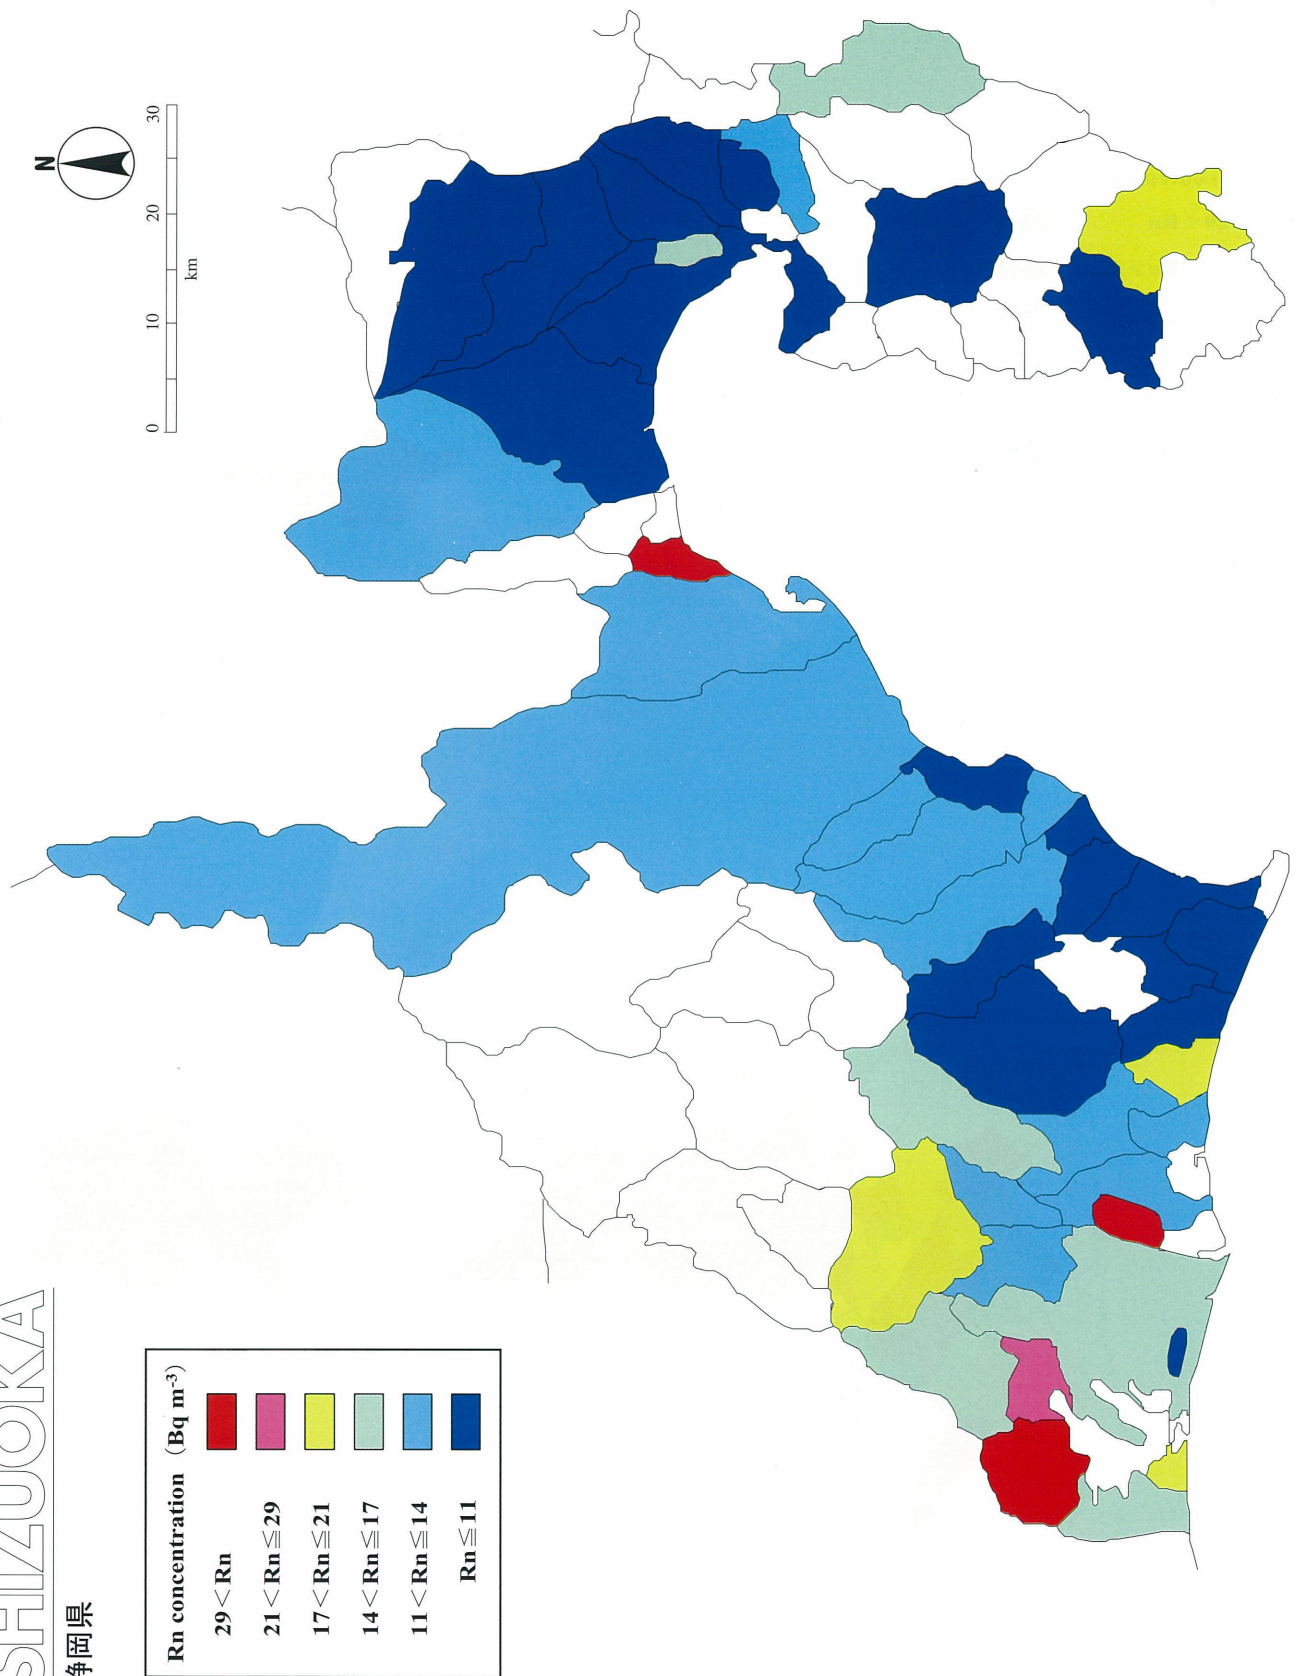 SHIZUOKA
静岡県
N
0 10 20 30
km
Rn concentration (Bq m⁻³)
29<Rn
21<Rn≦29
17<Rn≦21
14<Rn≦17
11<Rn≦14
Rn≦11